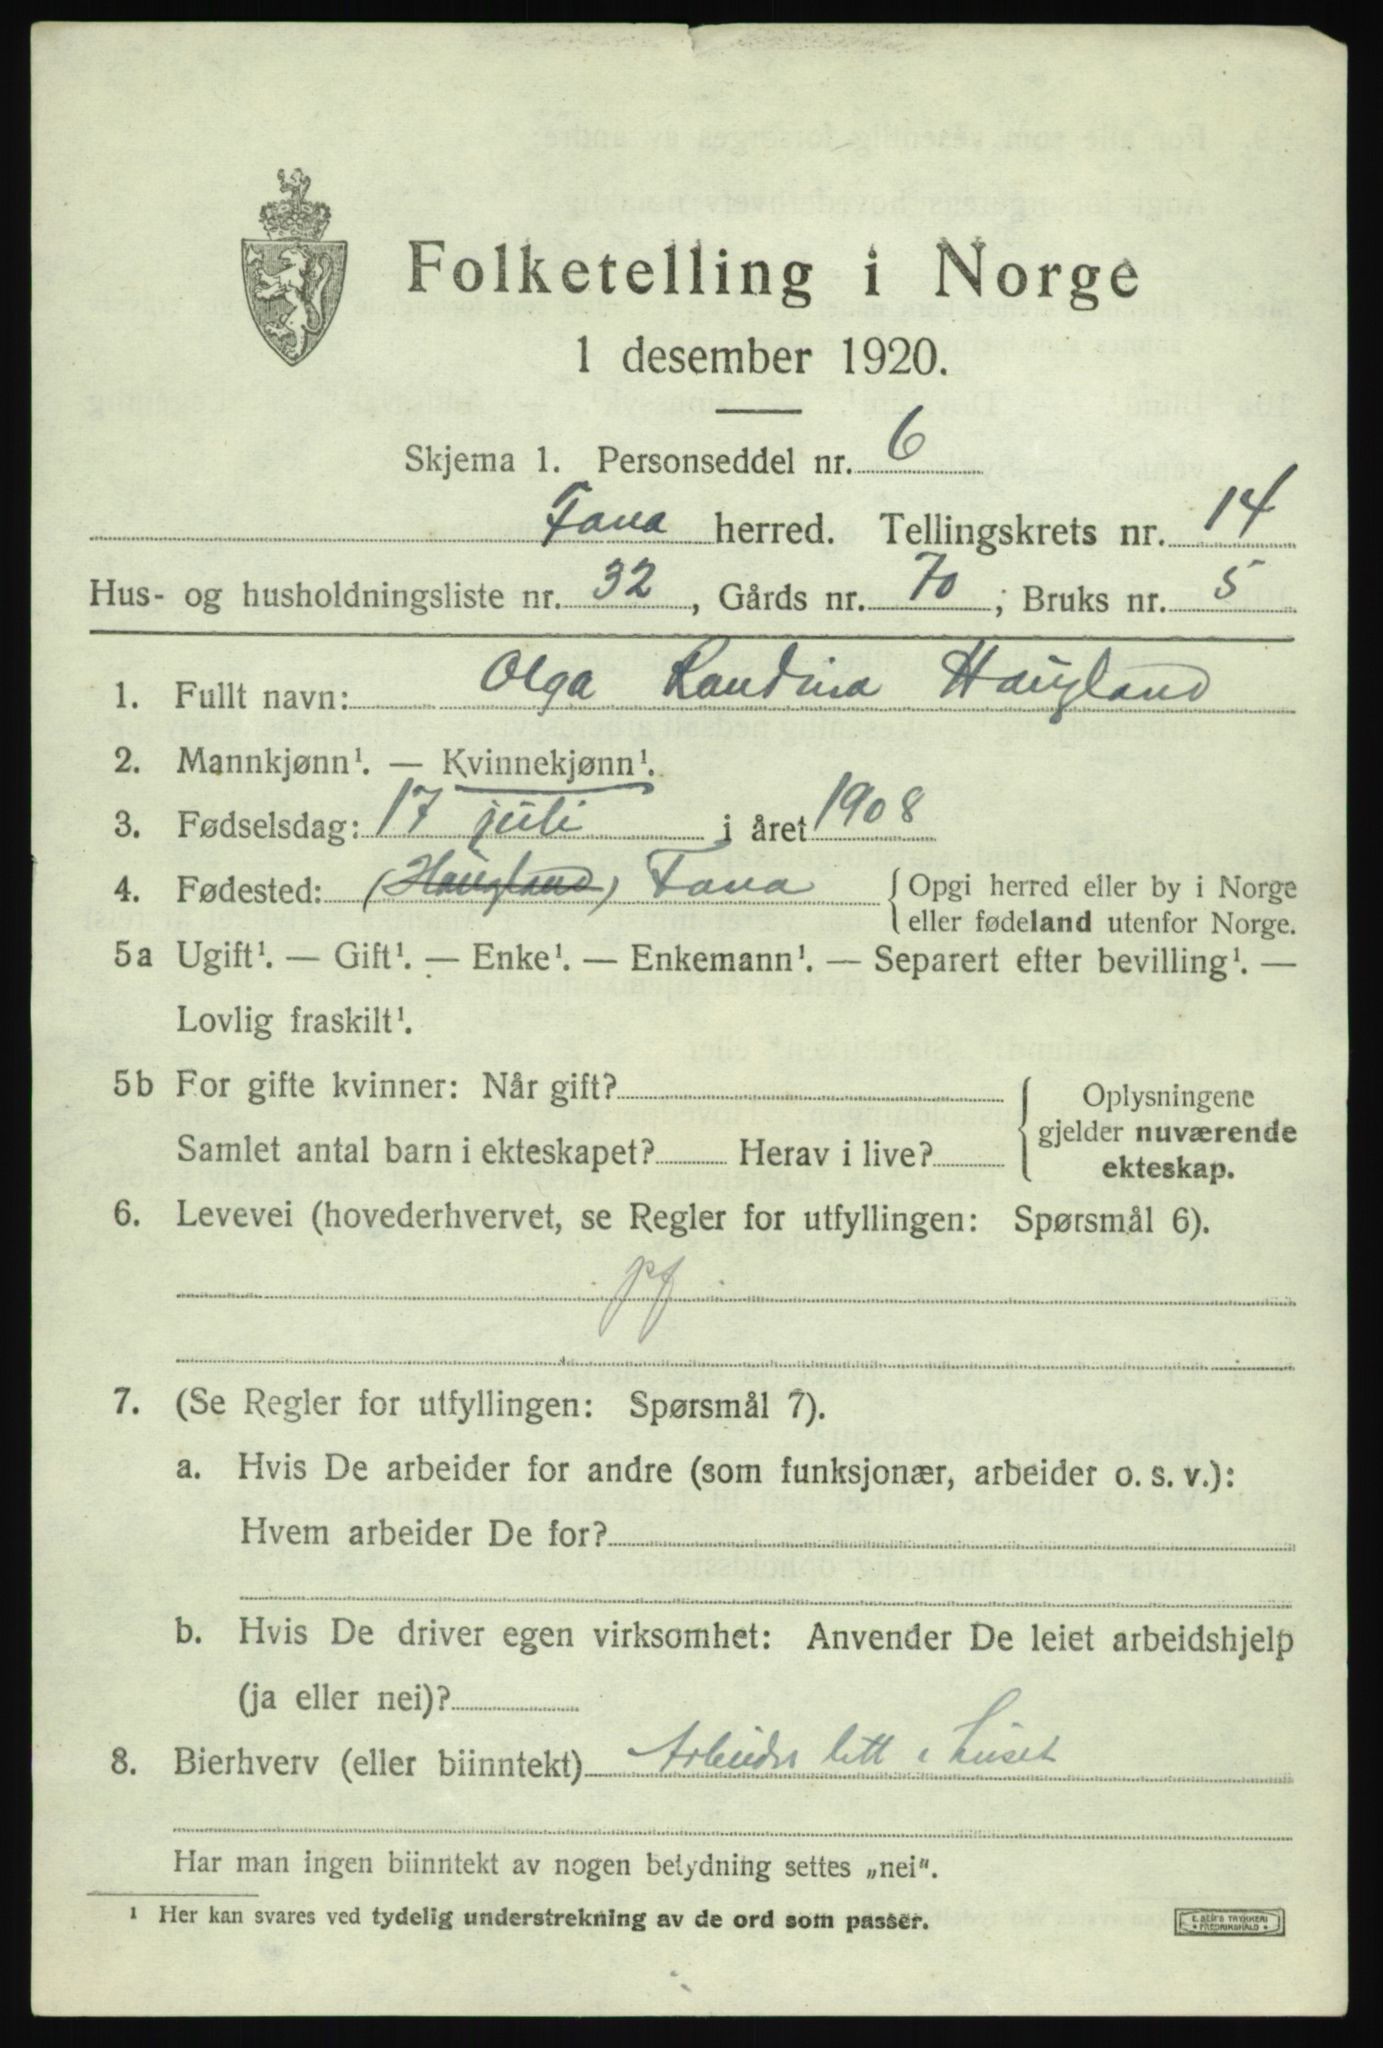 Folketelling i Norge
1 desember 1920.
Skjema 1. Personseddel nr. 6
Fana herred. Tellingskrets nr. 14
Hus- og husholdningsliste nr. 32, Gårds nr. 70; Bruks nr. 5
1. Fullt navn: Olga Randina Haugland
2. Mannkjønn¹. — Kvinnekjønn¹.
3. Fødselsdag: 17 juli i året 1908
4. Fødested: (Haugland) Fana { Opgi herred eller by i Norge
eller fødeland utenfor Norge.
5a Ugift¹. — Gift¹. — Enke¹. — Enkemann¹. — Separert efter bevilling¹. —
Lovlig fraskilt¹.
5b For gifte kvinner: Når gift? { Oplysningene
gjelder nuværende
Samlet antal barn i ekteskapet? Herav i live?
ekteskap.
6. Levevei (hovederhvervet, se Regler for utfyllingen: Spørsmål 6).
pf
7. (Se Regler for utfyllingen: Spørsmål 7).
a. Hvis De arbeider for andre (som funksjonær, arbeider o. s. v.):
Hvem arbeider De for?
b. Hvis De driver egen virksomhet: Anvender De leiet arbeidshjelp
(ja eller nei)?
8. Bierhverv (eller biinntekt) Arbeider litt i huset
Har man ingen biinntekt av nogen betydning settes „nei".
¹ Her kan svares ved tydelig understrekning av de ord som passer.
E. SEM'S TRYKKERI
FREDRIKSHALD